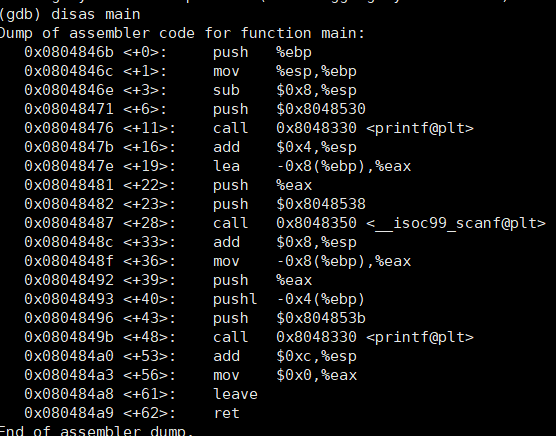 (gdb) disas main
Dump of assembler code for function main:
0x0804846b <+0>: push %ebp
0x0804846c <+1>: mov %esp,%ebp
0x0804846e <+3>: sub $0x8,%esp
0x08048471 <+6>: push $0x8048530
0x08048476 <+11>: call 0x8048330 <printf@plt>
0x0804847b <+16>: add $0x4,%esp
0x0804847e <+19>: lea -0x8(%ebp),%eax
0x08048481 <+22>: push %eax
0x08048482 <+23>: push $0x8048538
0x08048487 <+28>: call 0x8048350 <__isoc99_scanf@plt>
0x0804848c <+33>: add $0x8,%esp
0x0804848f <+36>: mov -0x8(%ebp),%eax
0x08048492 <+39>: push %eax
0x08048493 <+40>: pushl -0x4(%ebp)
0x08048496 <+43>: push $0x804853b
0x0804849b <+48>: call 0x8048330 <printf@plt>
0x080484a0 <+53>: add $0xc,%esp
0x080484a3 <+56>: mov $0x0,%eax
0x080484a8 <+61>: leave
0x080484a9 <+62>: ret
End of assembler dump.